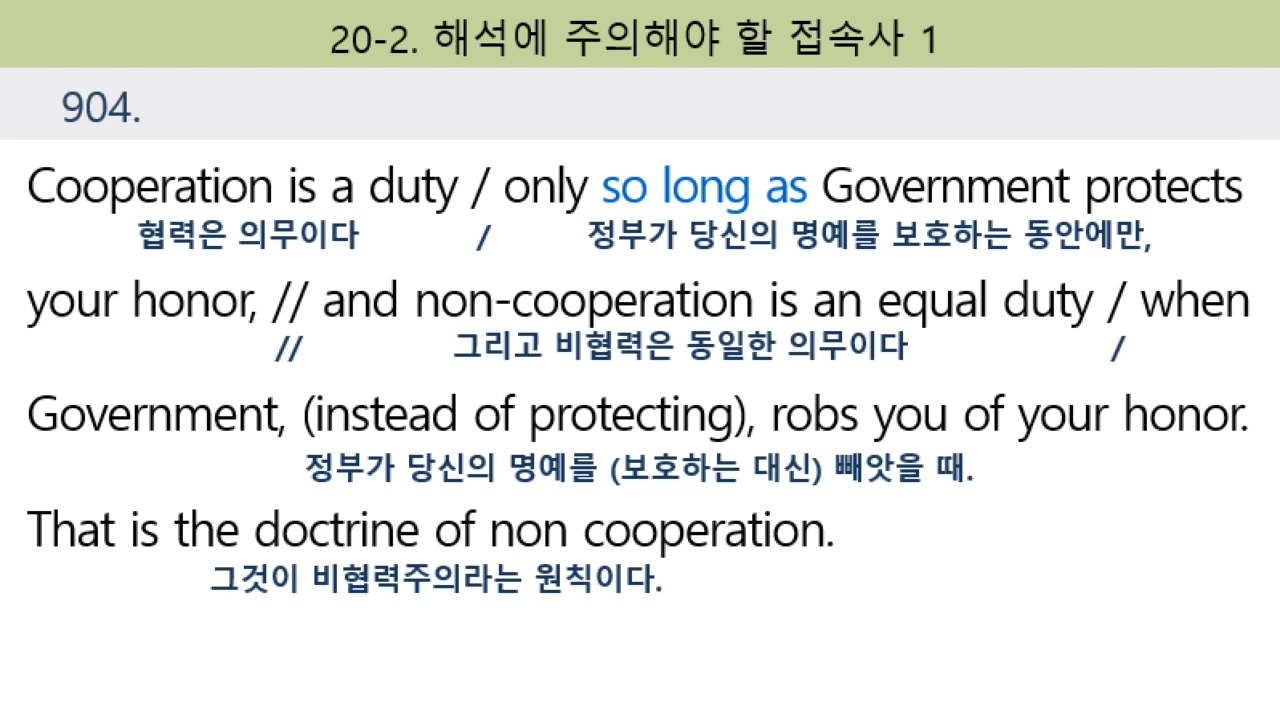 20-2. 해석에 주의해야 할 접속사 1
904.
Cooperation is a duty / only so long as Government protects
협력은 의무이다 / 정부가 당신의 명예를 보호하는 동안에만,
your honor, // and non-cooperation is an equal duty / when
// 그리고 비협력은 동일한 의무이다 /
Government, (instead of protecting), robs you of your honor.
정부가 당신의 명예를 (보호하는 대신) 빼앗을 때.
That is the doctrine of non cooperation.
그것이 비협력주의라는 원칙이다.